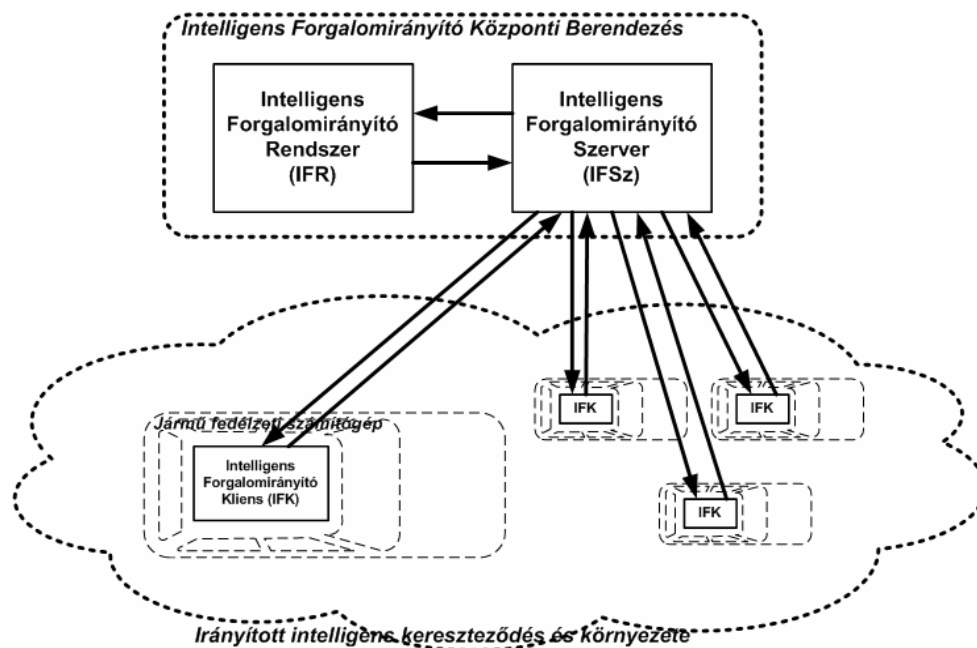 Intelligens Forgalomirányító Központi Berendezés
Intelligens
Forgalomirányító
Rendszer
(IFR)
Intelligens
Forgalomirányító
Szerver
(IFSz)
Jármű fedélzeti számítógép
Intelligens
Forgalomirányító
Kliens (IFK)
IFK
IFK
IFK
Irányított intelligens kereszteződés és környezete